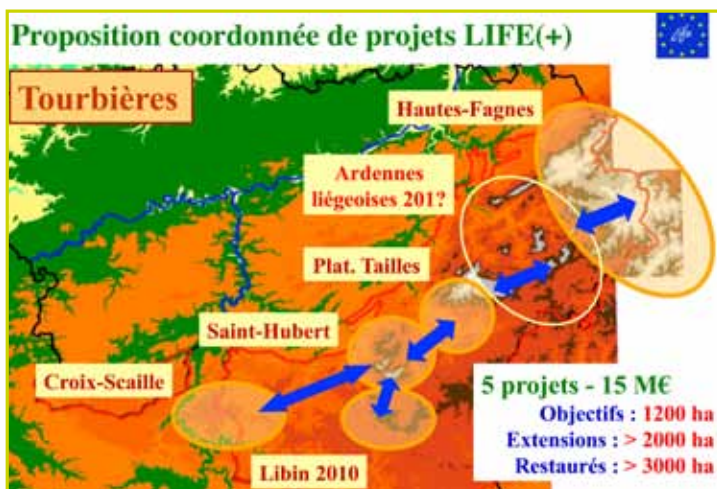 Proposition coordonnée de projets LIFE(+)
Tourbières
Hautes-Fagnes
Ardennes
liégeoises 201?
Plat. Tailles
Saint-Hubert
Croix-Scaille
Libin 2010
5 projets - 15 M€
Objectifs : 1200 ha
Extensions : > 2000 ha
Restaurés : > 3000 ha